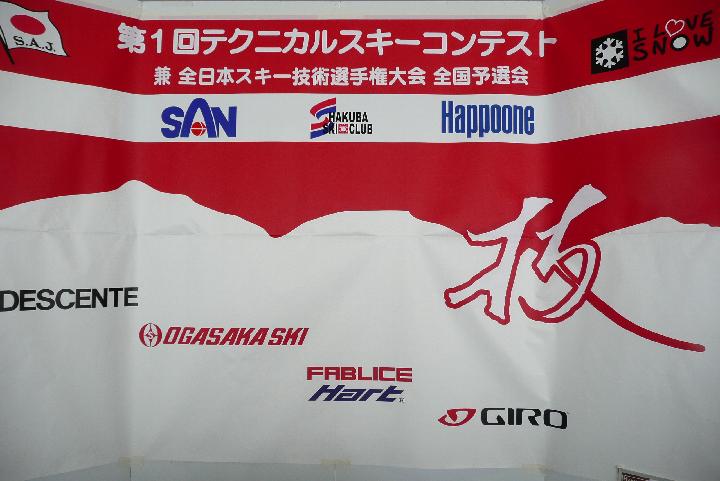 S.A.J.
第1回テクニカルスキーコンテスト
I LOVE SNOW
兼 全日本スキー技術選手権大会 全国予選会
SAN
HAKUBA
SKI CLUB
Happoone
技
DESCENTE
OGASAKA SKI
FABLICE
Hart
GIRO